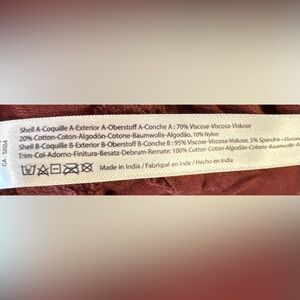 Shell A-Coquille A-Exterior A-Oberstoff A-Conche A : 70% Viscose-Viscosa-Viskose
20% Cotton-Coton-Algodón-Cotone-Baumwolle-Algodão, 10% Nylon
Shell B-Coquille B-Exterior B-Oberstoff B-Conche B : 95% Viscose-Viscosa-Viskose, 5% Spandex
Trim-Col-Adorno-Finitura-Besatz-Debrum-Remate: 100% Cotton-Coton-Algodón-Cotone-Baumwolle
Made in India / Fabriqué en Inde / Hecho en India
CA